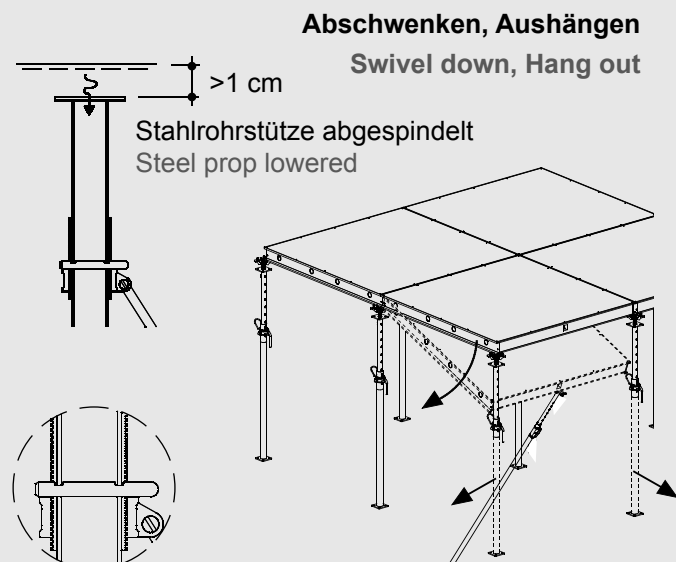 Abschwenken, Aushängen
Swivel down, Hang out
>1 cm
Stahlrohrstütze abgespindelt
Steel prop lowered